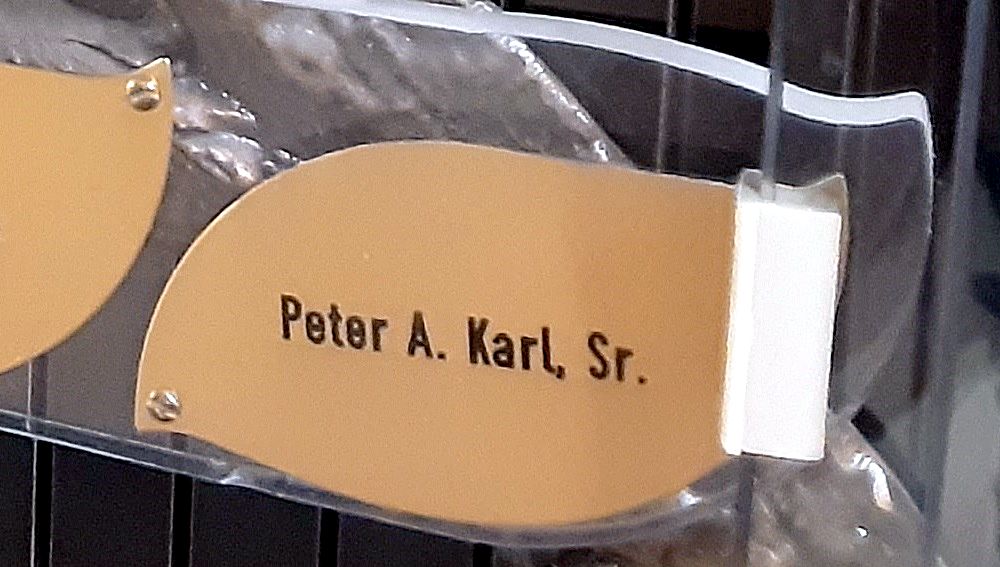 Peter A. Karl, Sr.